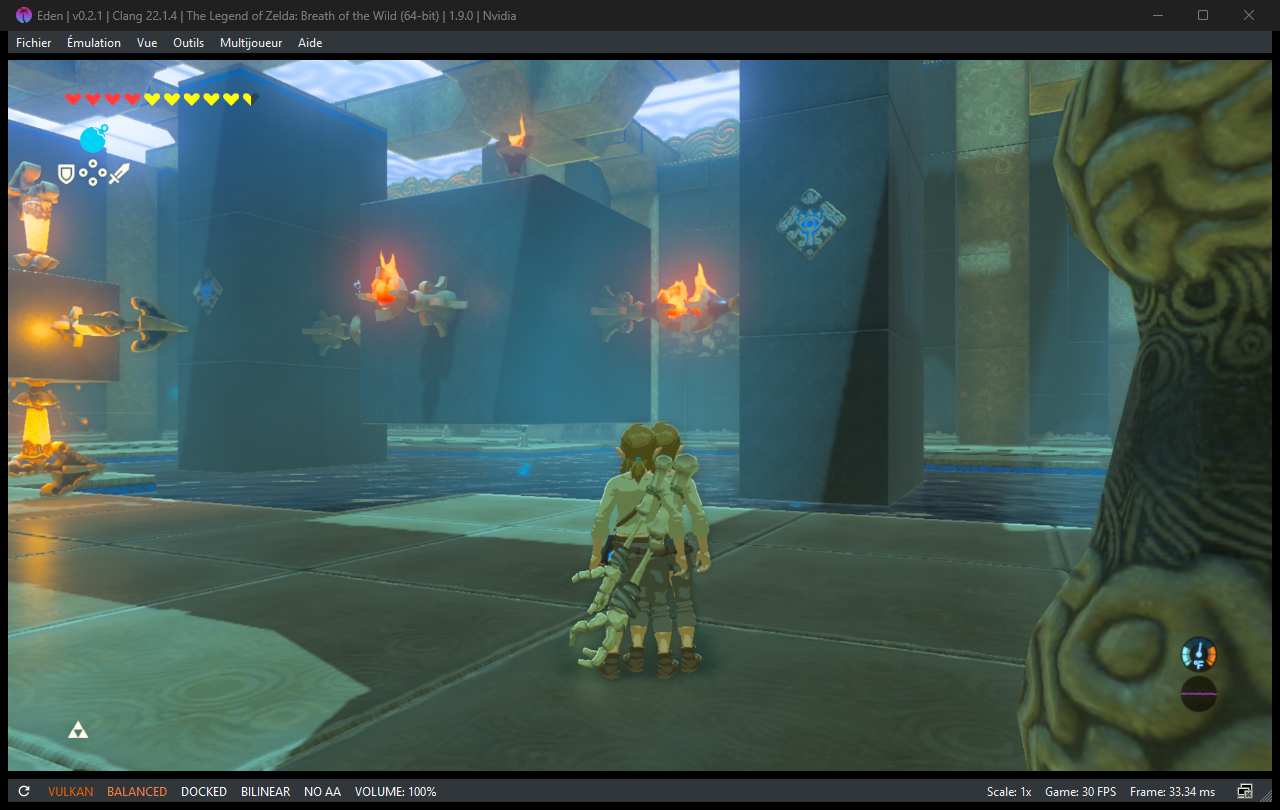 Eden | v0.2.1 | Clang 22.1.4 | The Legend of Zelda: Breath of the Wild (64-bit) | 1.9.0 | Nvidia
Fichier Émulation Vue Outils Multijoueur Aide
°F
VULKAN BALANCED DOCKED BILINEAR NO AA VOLUME: 100% Scale: 1x Game: 30 FPS Frame: 33.34 ms